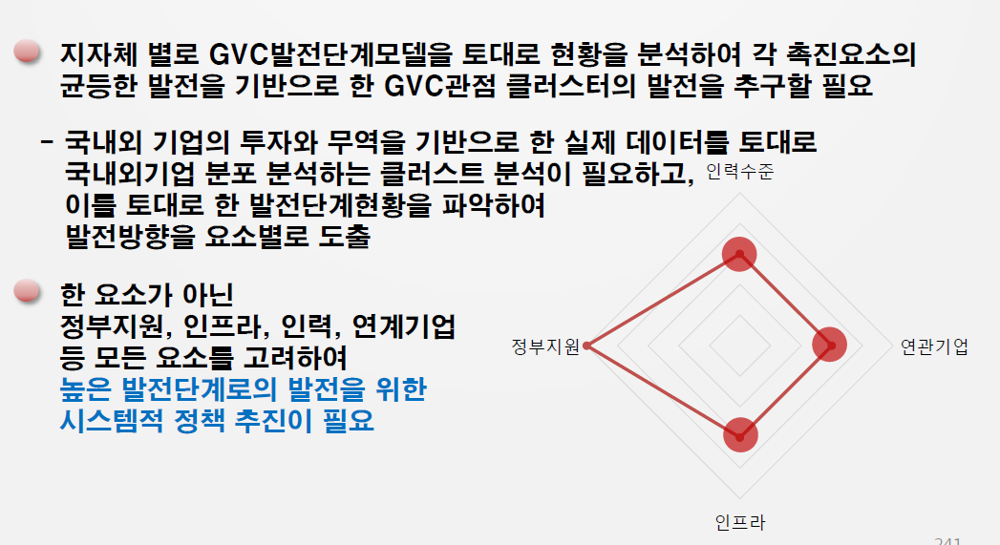 지자체 별로 GVC발전단계모델을 토대로 현황을 분석하여 각 촉진요소의
균등한 발전을 기반으로 한 GVC관점 클러스터의 발전을 추구할 필요
- 국내외 기업의 투자와 무역을 기반으로 한 실제 데이터를 토대로
국내외기업 분포 분석하는 클러스트 분석이 필요하고,
이를 토대로 한 발전단계현황을 파악하여
발전방향을 요소별로 도출
한 요소가 아닌
정부지원, 인프라, 인력, 연계기업
등 모든 요소를 고려하여
높은 발전단계로의 발전을 위한
시스템적 정책 추진이 필요
인력수준
정부지원
연관기업
인프라
241